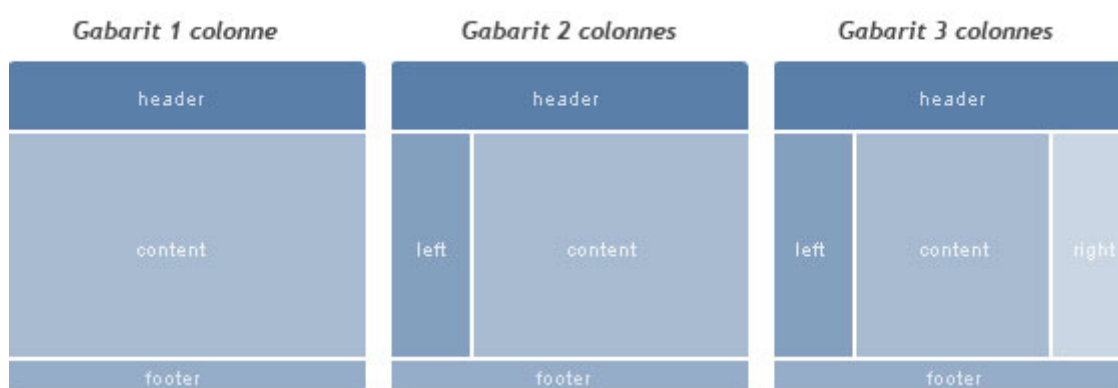 Gabarit 1 colonne
header
content
footer
Gabarit 2 colonnes
header
left
content
footer
Gabarit 3 colonnes
header
left
content
right
footer